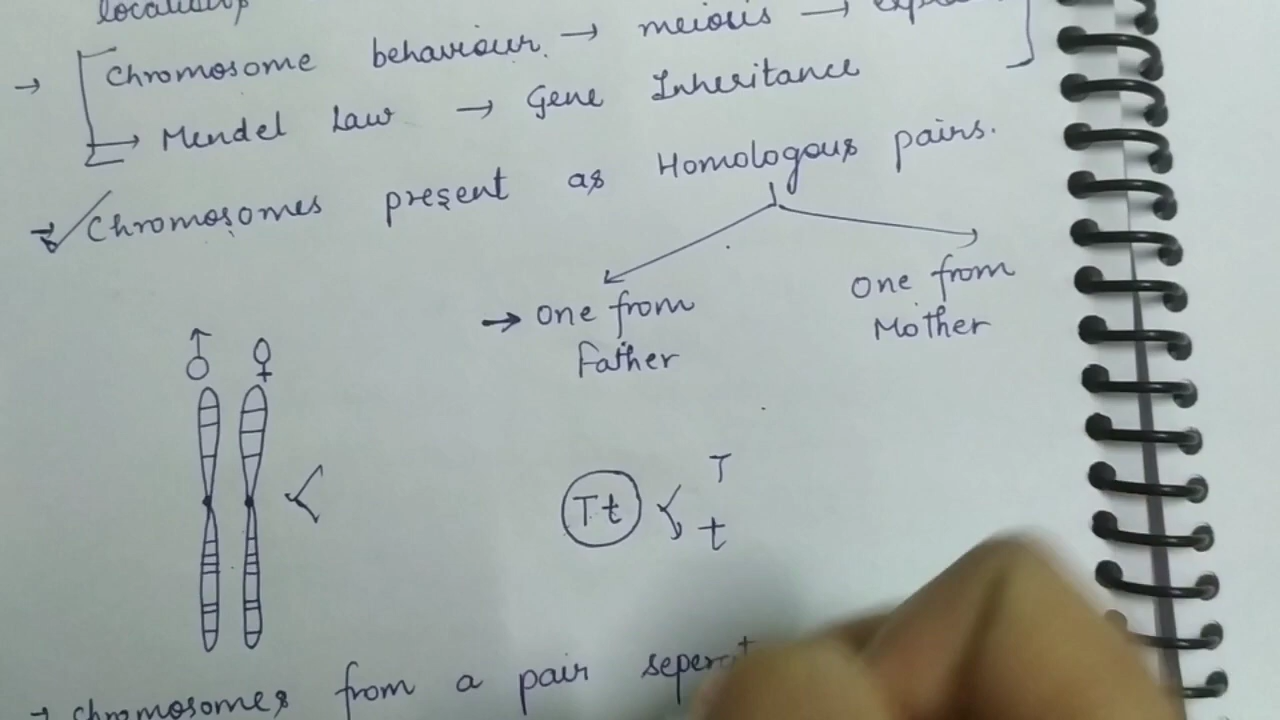 locations
→ Chromosome behaviour. → meiosis →
→ Mendel Law → Gene Inheritance
→ Chromosomes present as Homologous pairs.
→ One from Father
One from Mother
♂ ♀
Tt
T
t
→ chromosomes from a pair